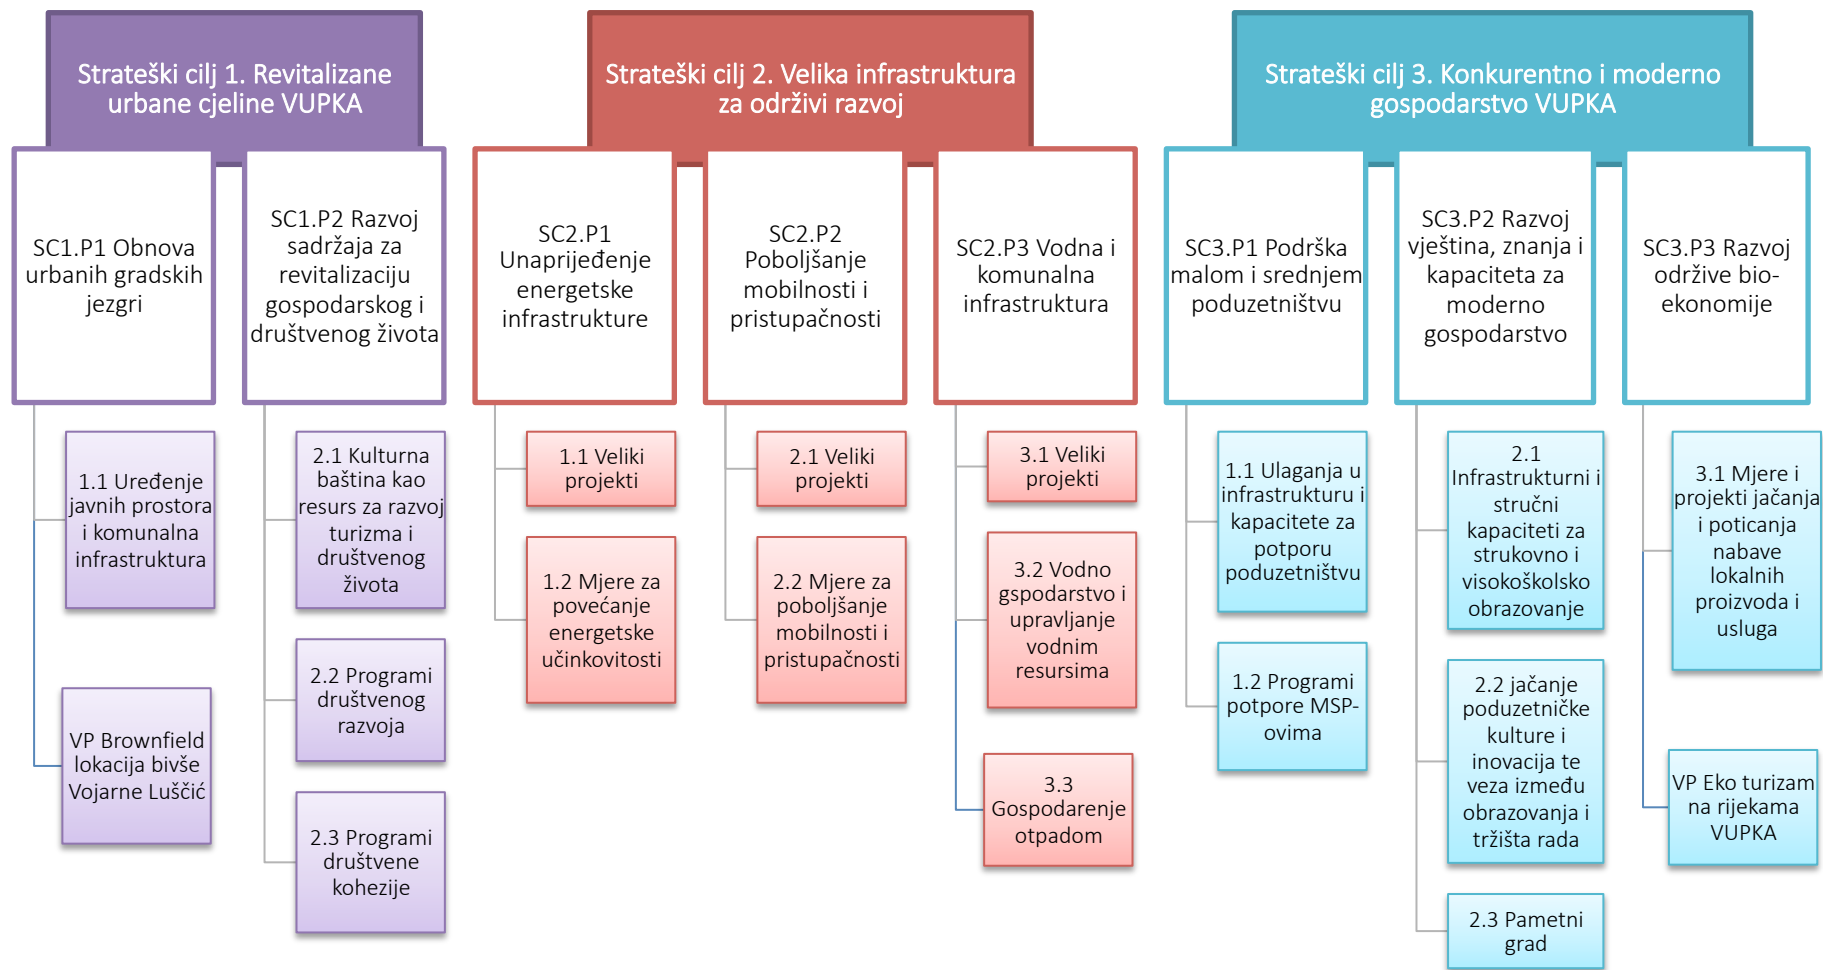 Strateški cilj 1. Revitalizane
urbane cjeline VUPKA
Strateški cilj 2. Velika infrastruktura
za održivi razvoj
Strateški cilj 3. Konkurentno i moderno
gospodarstvo VUPKA
SC1.P1 Obnova
urbanih gradskih
jezgri
SC1.P2 Razvoj
sadržaja za
revitalizaciju
gospodarskog i
društvenog života
SC2.P1
Unaprijeđenje
energetske
infrastrukture
SC2.P2
Poboljšanje
mobilnosti i
pristupačnosti
SC2.P3 Vodna i
komunalna
infrastruktura
SC3.P1 Podrška
malom i srednjem
poduzetništvu
SC3.P2 Razvoj
vještina, znanja i
kapaciteta za
moderno
gospodarstvo
SC3.P3 Razvoj
održive bio-
ekonomije
1.1 Uređenje
javnih prostora
i komunalna
infrastruktura
VP Brownfield
lokacija bivše
Vojarne Luščić
2.1 Kulturna
baština kao
resurs za razvoj
turizma i
društvenog
života
2.2 Programi
društvenog
razvoja
2.3 Programi
društvene
kohezije
1.1 Veliki
projekti
1.2 Mjere za
povećanje
energetske
učinkovitosti
2.1 Veliki
projekti
2.2 Mjere za
poboljšanje
mobilnosti i
pristupačnosti
3.1 Veliki
projekti
3.2 Vodno
gspodarstvo i
upravljanje
vodnim
resursima
3.3
Gospodarenje
otpadom
1.1 Ulaganja u
infrastrukturu i
kapacitete za
potporu
poduzetništvu
1.2 Programi
potpore MSP-
ovima
2.1
Infrastrukturni i
stručni
kapaciteti za
strukovno i
visokoškolsko
obrazovanje
2.2 jačanje
poduzetničke
kulture i
inovacija te
veza između
obrazovanja i
tržišta rada
2.3 Pametni
grad
3.1 Mjere i
projekti jačanja
i poticanja
nabave
lokalnih
proizvoda i
usluga
VP Eko turizam
na rijekama
VUPKA